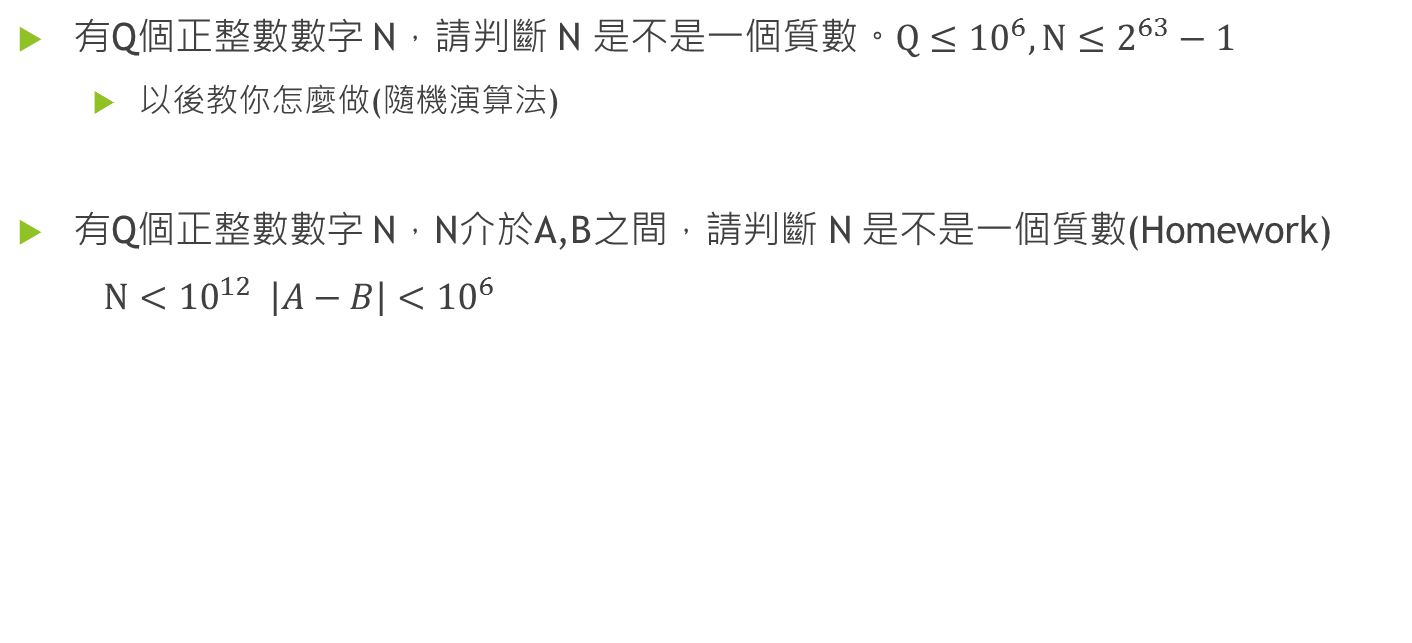 有Q個正整數數字 N，請判斷 N 是不是一個質數。Q ≤ 10⁶, N ≤ 2⁶³ − 1
以後教你怎麼做(隨機演算法)
有Q個正整數數字 N，N介於A,B之間，請判斷 N 是不是一個質數(Homework)
N < 10¹² |A − B| < 10⁶